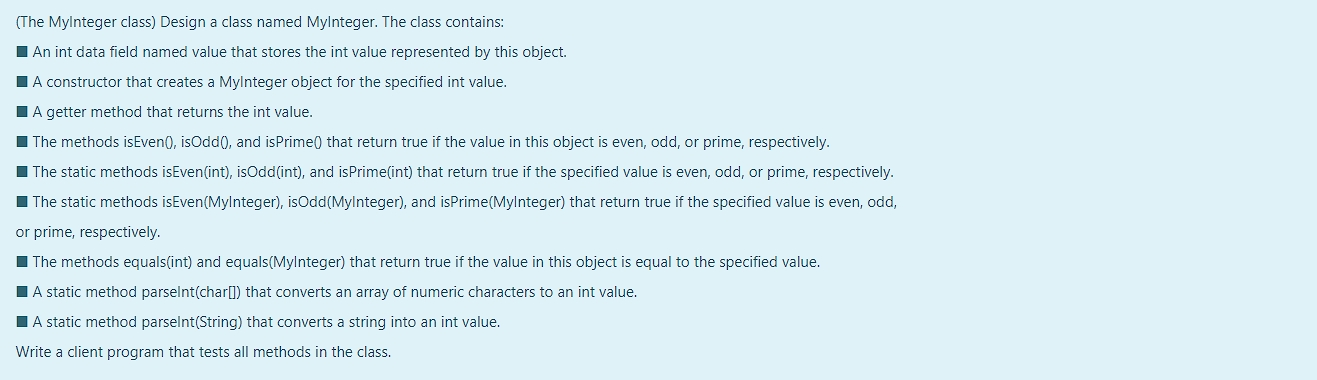 (The MyInteger class) Design a class named MyInteger. The class contains:
■ An int data field named value that stores the int value represented by this object.
■ A constructor that creates a MyInteger object for the specified int value.
■ A getter method that returns the int value.
■ The methods isEven(), isOdd(), and isPrime() that return true if the value in this object is even, odd, or prime, respectively.
■ The static methods isEven(int), isOdd(int), and isPrime(int) that return true if the specified value is even, odd, or prime, respectively.
■ The static methods isEven(MyInteger), isOdd(MyInteger), and isPrime(MyInteger) that return true if the specified value is even, odd,
or prime, respectively.
■ The methods equals(int) and equals(MyInteger) that return true if the value in this object is equal to the specified value.
■ A static method parseInt(char[]) that converts an array of numeric characters to an int value.
■ A static method parseInt(String) that converts a string into an int value.
Write a client program that tests all methods in the class.